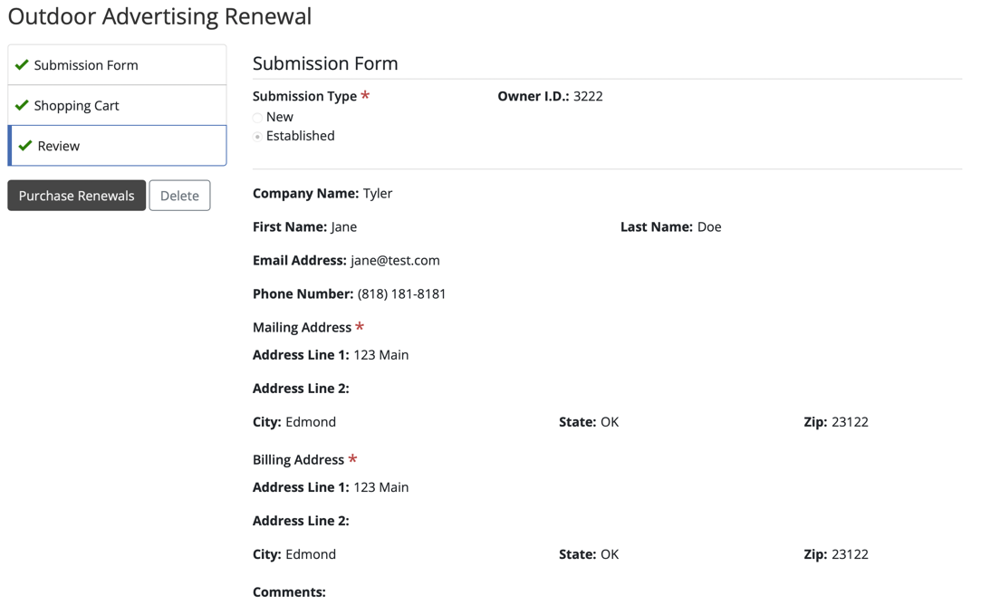 Outdoor Advertising Renewal
Submission Form
Shopping Cart
Review
Purchase Renewals Delete
Submission Form
Submission Type * Owner I.D.: 3222
New
Established
Company Name: Tyler
First Name: Jane Last Name: Doe
Email Address: jane@test.com
Phone Number: (818) 181-8181
Mailing Address *
Address Line 1: 123 Main
Address Line 2:
City: Edmond State: OK Zip: 23122
Billing Address *
Address Line 1: 123 Main
Address Line 2:
City: Edmond State: OK Zip: 23122
Comments: